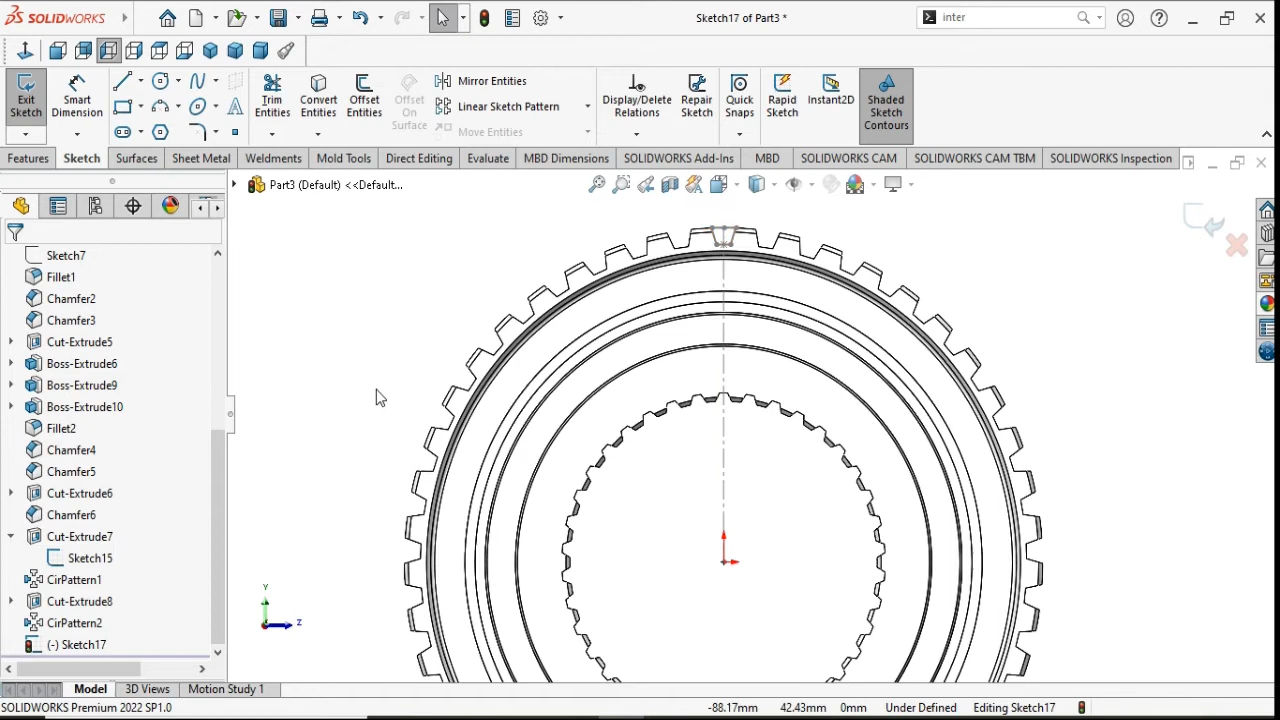 SOLIDWORKS
Sketch17 of Part3 *
inter
Exit Sketch
Smart Dimension
Trim Entities
Convert Entities
Offset Entities
Offset On Surface
Mirror Entities
Linear Sketch Pattern
Move Entities
Display/Delete Relations
Repair Sketch
Quick Snaps
Rapid Sketch
Instant2D
Shaded Sketch Contours
Features
Sketch
Surfaces
Sheet Metal
Weldments
Mold Tools
Direct Editing
Evaluate
MBD Dimensions
SOLIDWORKS Add-Ins
MBD
SOLIDWORKS CAM
SOLIDWORKS CAM TBM
SOLIDWORKS Inspection
Part3 (Default) <<Default...
Sketch7
Fillet1
Chamfer2
Chamfer3
Cut-Extrude5
Boss-Extrude6
Boss-Extrude9
Boss-Extrude10
Fillet2
Chamfer4
Chamfer5
Cut-Extrude6
Chamfer6
Cut-Extrude7
Sketch15
CirPattern1
Cut-Extrude8
CirPattern2
(-) Sketch17
Y
Z
Model
3D Views
Motion Study 1
SOLIDWORKS Premium 2022 SP1.0
-88.17mm
42.43mm
0mm
Under Defined
Editing Sketch17